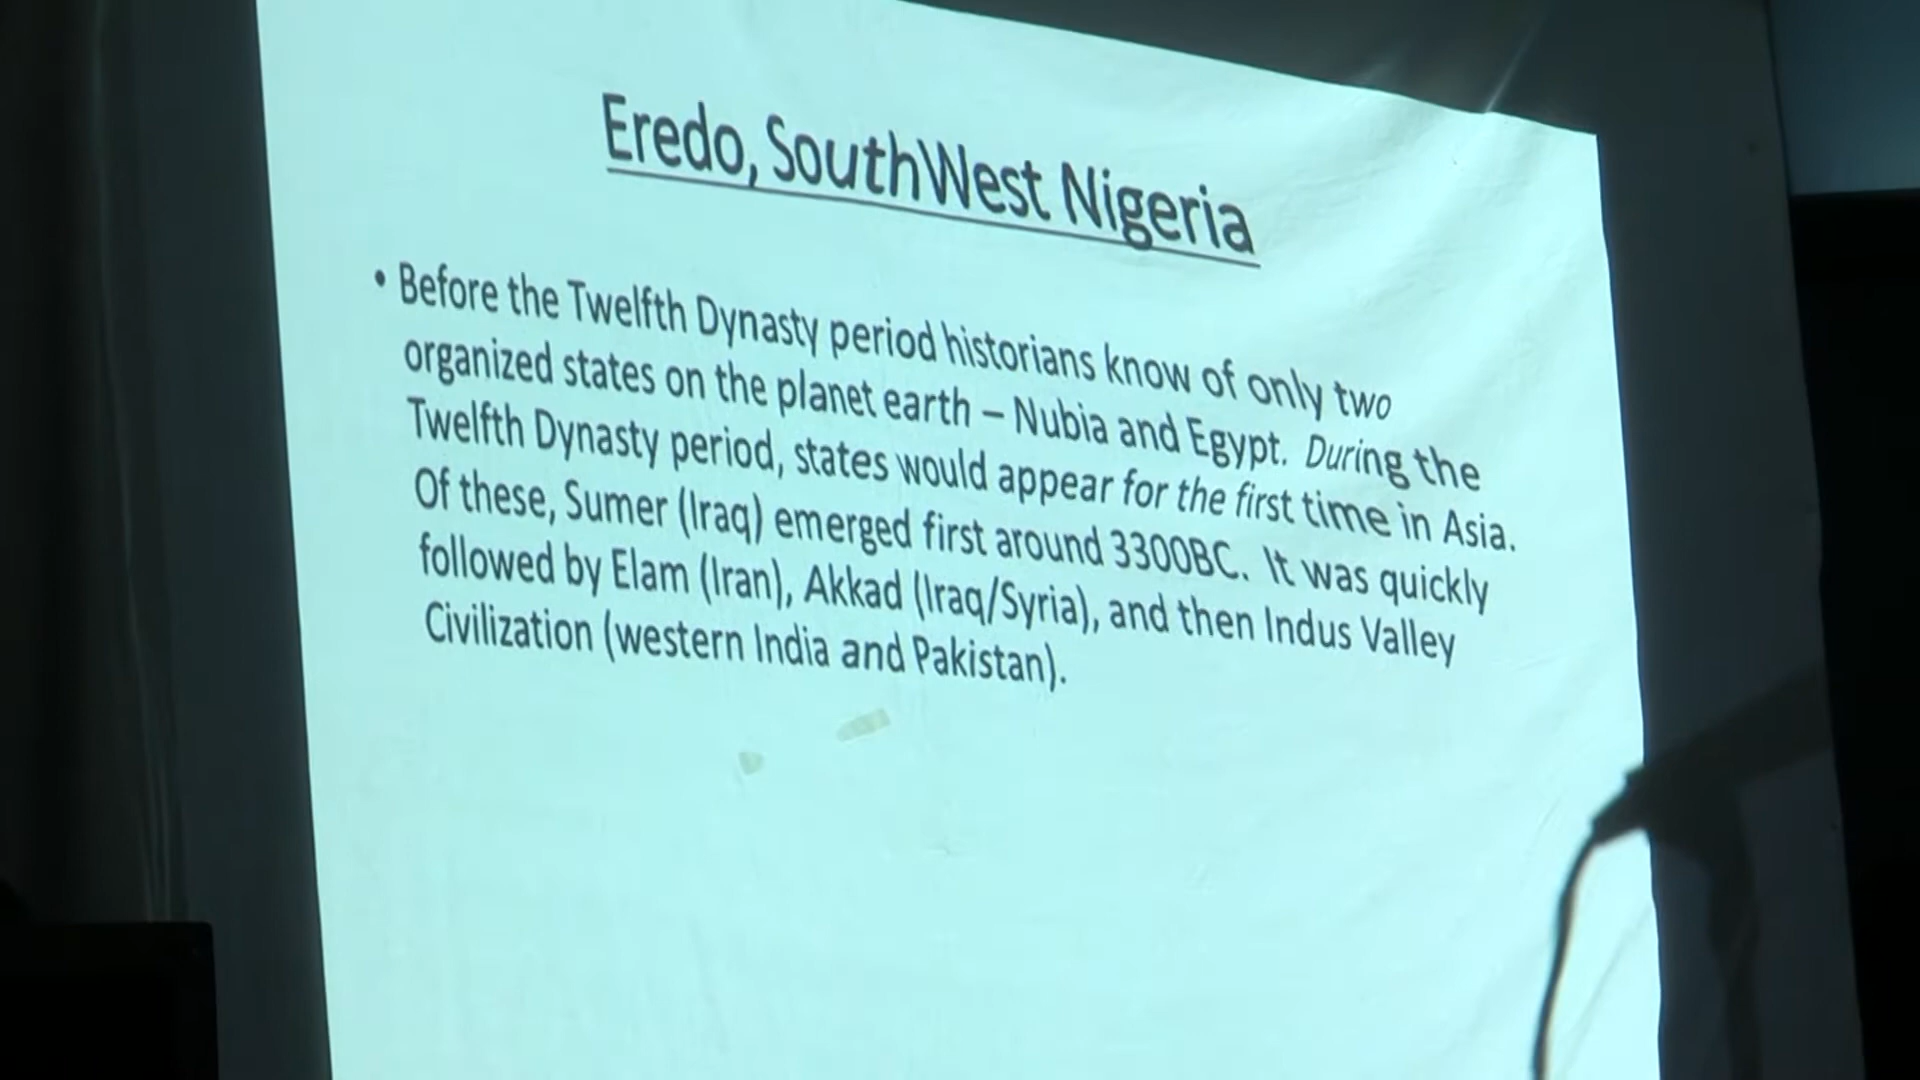 Eredo, SouthWest Nigeria
• Before the Twelfth Dynasty period historians know of only two
organized states on the planet earth – Nubia and Egypt. During the
Twelfth Dynasty period, states would appear for the first time in Asia.
Of these, Sumer (Iraq) emerged first around 3300BC. It was quickly
followed by Elam (Iran), Akkad (Iraq/Syria), and then Indus Valley
Civilization (western India and Pakistan).